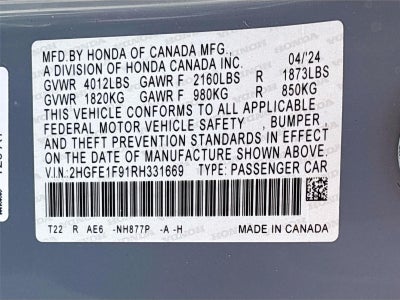 MFD.BY HONDA OF CANADA MFG.,
A DIVISION OF HONDA CANADA INC. 04/'24
GVWR 4012LBS GAWR F 2160LBS R 1873LBS
GVWR 1820KG GAWR F 980KG R 850KG
THIS VEHICLE CONFORMS TO ALL APPLICABLE
FEDERAL MOTOR VEHICLE SAFETY , BUMPER ,
AND THEFT PREVENTION STANDARDS IN EFFECT
ON THE DATE OF MANUFACTURE SHOWN ABOVE.
V.I.N:2HGFE1F91RH331669 TYPE: PASSENGER CAR
T22 R AE6 -NH877P -A -H MADE IN CANADA